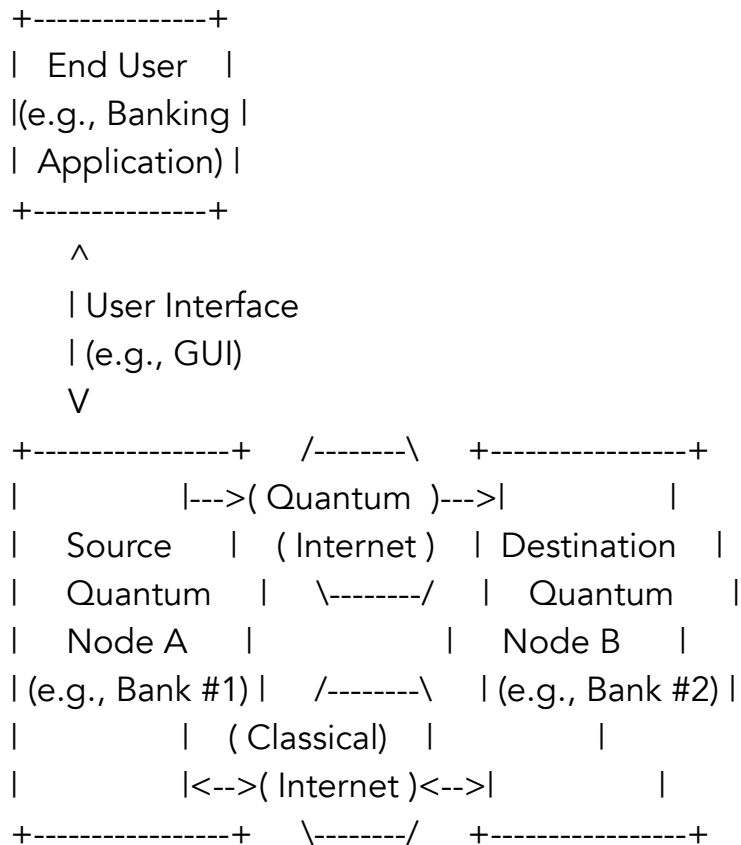 +---------------+
|   End User    |
|(e.g., Banking |
|  Application) |
+---------------+
^
| User Interface
| (e.g., GUI)
V
+-----------------+     /--------\     +-----------------+
|                 |--->( Quantum  )--->|                 |
|     Source      |    ( Internet )    |  Destination    |
|     Quantum     |     \--------/     |     Quantum     |
|     Node A      |                    |     Node B      |
| (e.g., Bank #1) |     /--------\     | (e.g., Bank #2) |
|                 |    ( Classical)    |                 |
|                 |<-->( Internet )<-->|                 |
+-----------------+     \--------/     +-----------------+